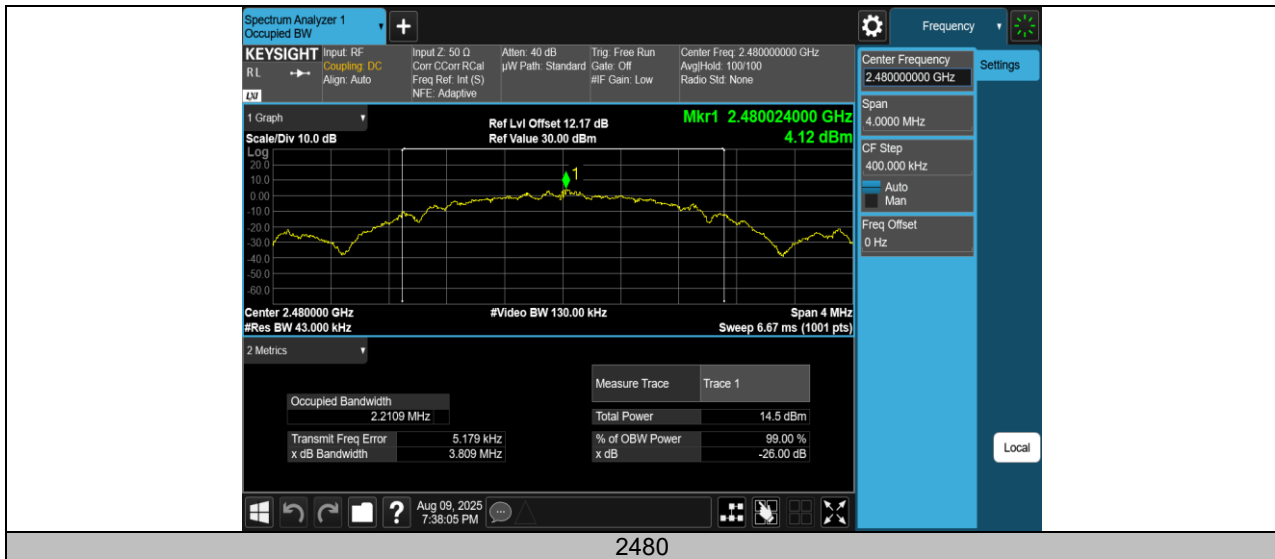 Spectrum Analyzer 1
Occupied BW
+
Frequency
KEYSIGHT
RL
LXI
Input: RF
Coupling: DC
Align: Auto
Input Z: 50 Ω
Corr CCorr RCal
Freq Ref: Int (S)
NFE: Adaptive
Atten: 40 dB
µW Path: Standard
Trig: Free Run
Gate: Off
#IF Gain: Low
Center Freq: 2.480000000 GHz
Avg|Hold: 100/100
Radio Std: None
Center Frequency
2.480000000 GHz
Settings
Span
4.0000 MHz
CF Step
400.000 kHz
Auto
Man
Freq Offset
0 Hz
Local
1 Graph
Scale/Div 10.0 dB
Ref Lvl Offset 12.17 dB
Ref Value 30.00 dBm
Mkr1 2.480024000 GHz
4.12 dBm
Log
20.0
10.0
0.00
-10.0
-20.0
-30.0
-40.0
-50.0
-60.0
1
Center 2.480000 GHz
#Video BW 130.00 kHz
Span 4 MHz
#Res BW 43.000 kHz
Sweep 6.67 ms (1001 pts)
2 Metrics
Measure Trace Trace 1
Occupied Bandwidth
2.2109 MHz
Total Power 14.5 dBm
Transmit Freq Error 5.179 kHz
% of OBW Power 99.00 %
x dB Bandwidth 3.809 MHz
x dB -26.00 dB
?
Aug 09, 2025
7:38:05 PM
2480